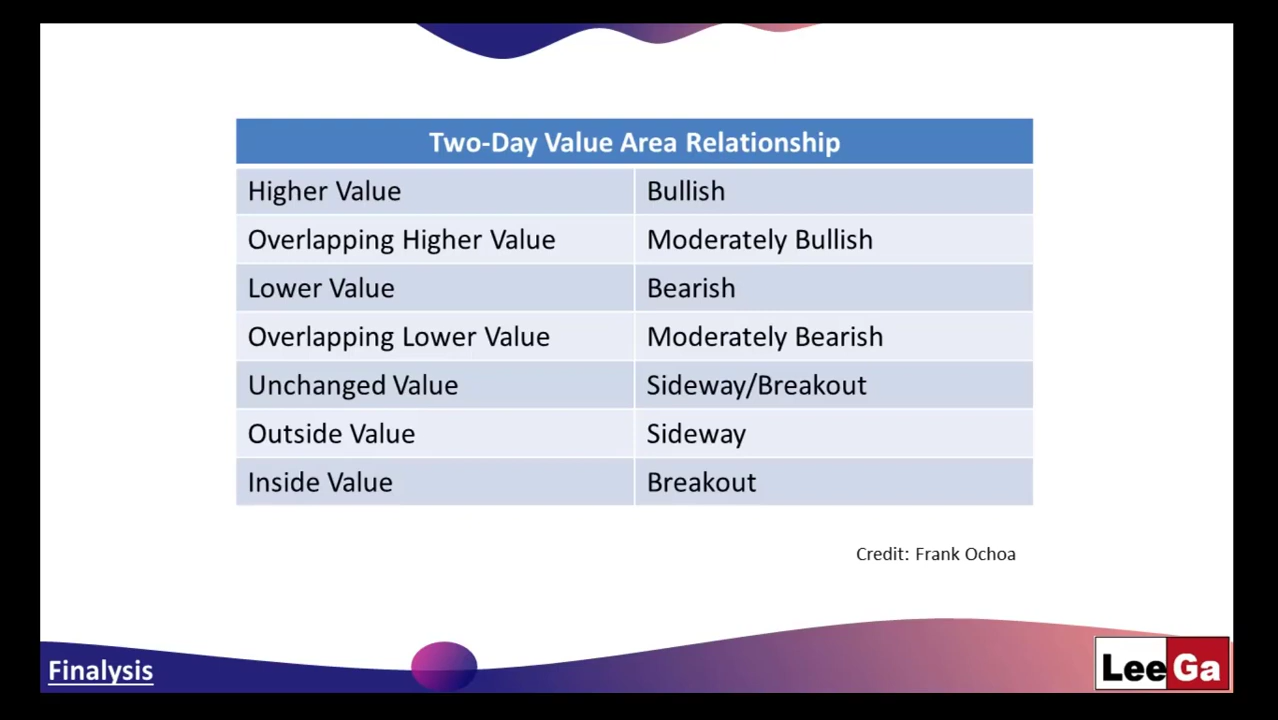 Two-Day Value Area Relationship
Higher Value Bullish
Overlapping Higher Value Moderately Bullish
Lower Value Bearish
Overlapping Lower Value Moderately Bearish
Unchanged Value Sideway/Breakout
Outside Value Sideway
Inside Value Breakout
Credit: Frank Ochoa
Finalysis
LeeGa